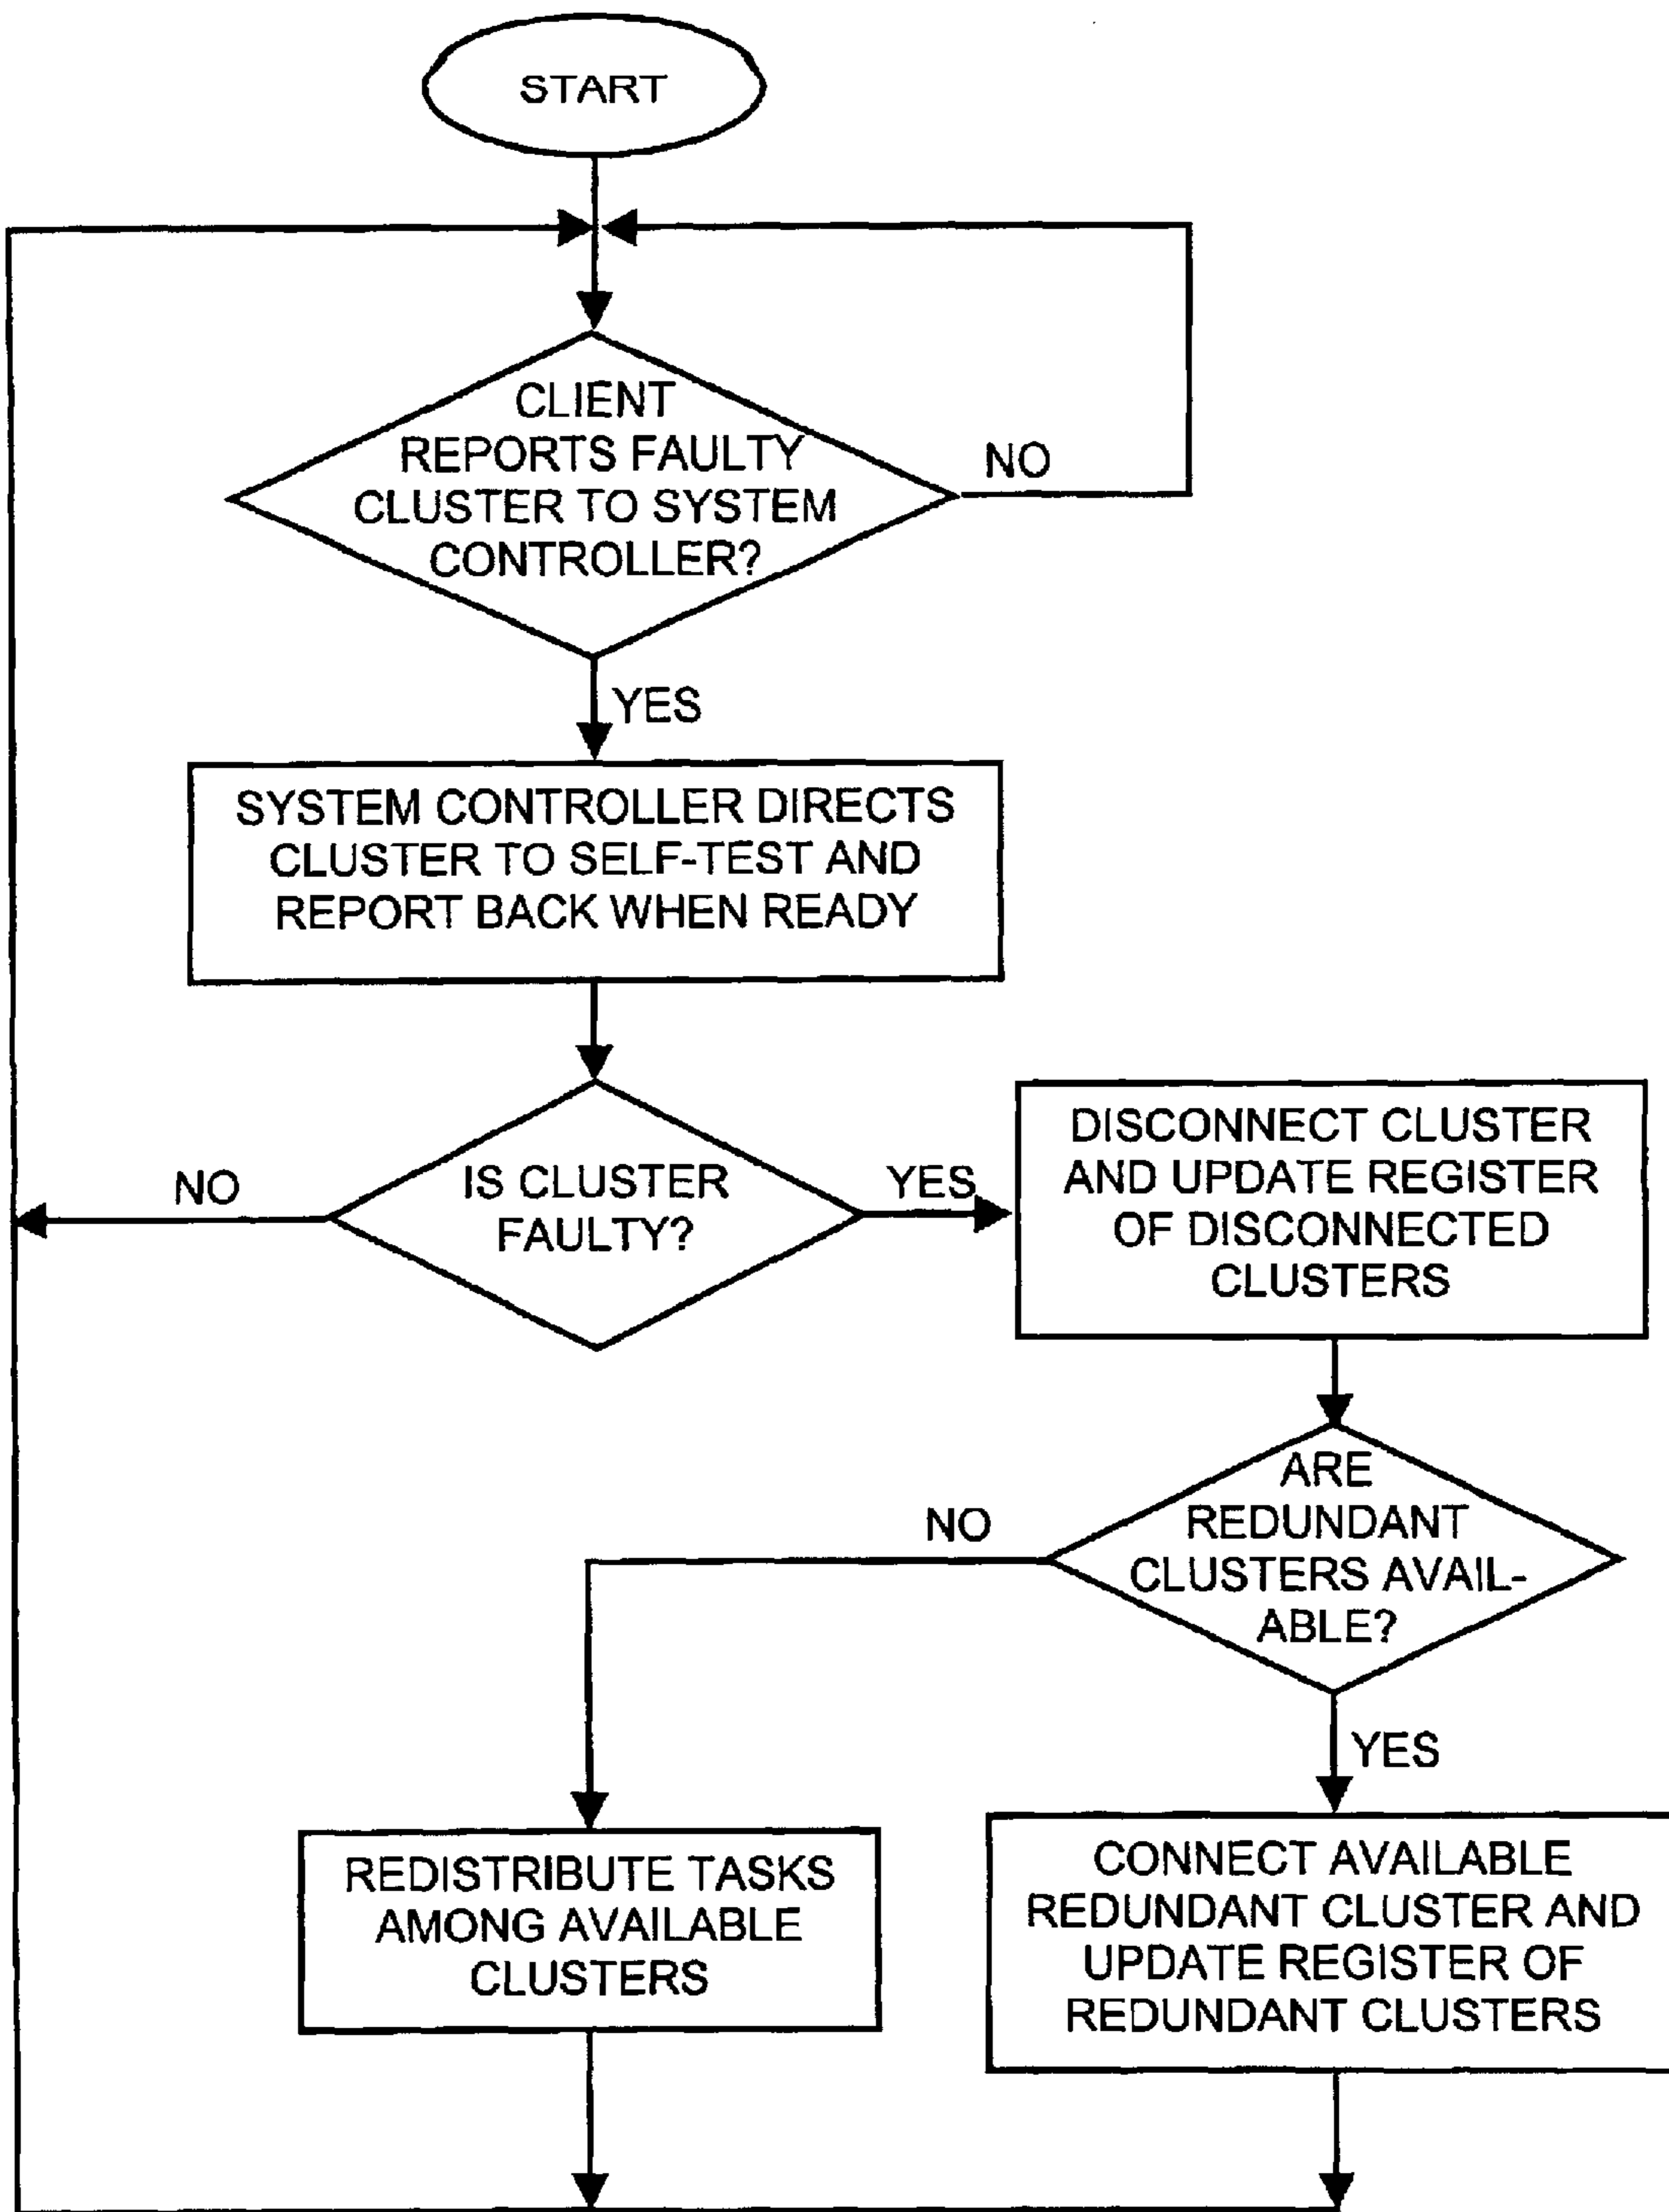 START
CLIENT
REPORTS FAULTY
CLUSTER TO SYSTEM
CONTROLLER?
NO
YES
SYSTEM CONTROLLER DIRECTS
CLUSTER TO SELF-TEST AND
REPORT BACK WHEN READY
NO
IS CLUSTER
FAULTY?
YES
DISCONNECT CLUSTER
AND UPDATE REGISTER
OF DISCONNECTED
CLUSTERS
ARE
REDUNDANT
CLUSTERS AVAIL-
ABLE?
NO
YES
REDISTRIBUTE TASKS
AMONG AVAILABLE
CLUSTERS
CONNECT AVAILABLE
REDUNDANT CLUSTER AND
UPDATE REGISTER OF
REDUNDANT CLUSTERS